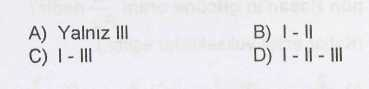 A) Yalnız III B) I - II
C) I - III D) I - II - III